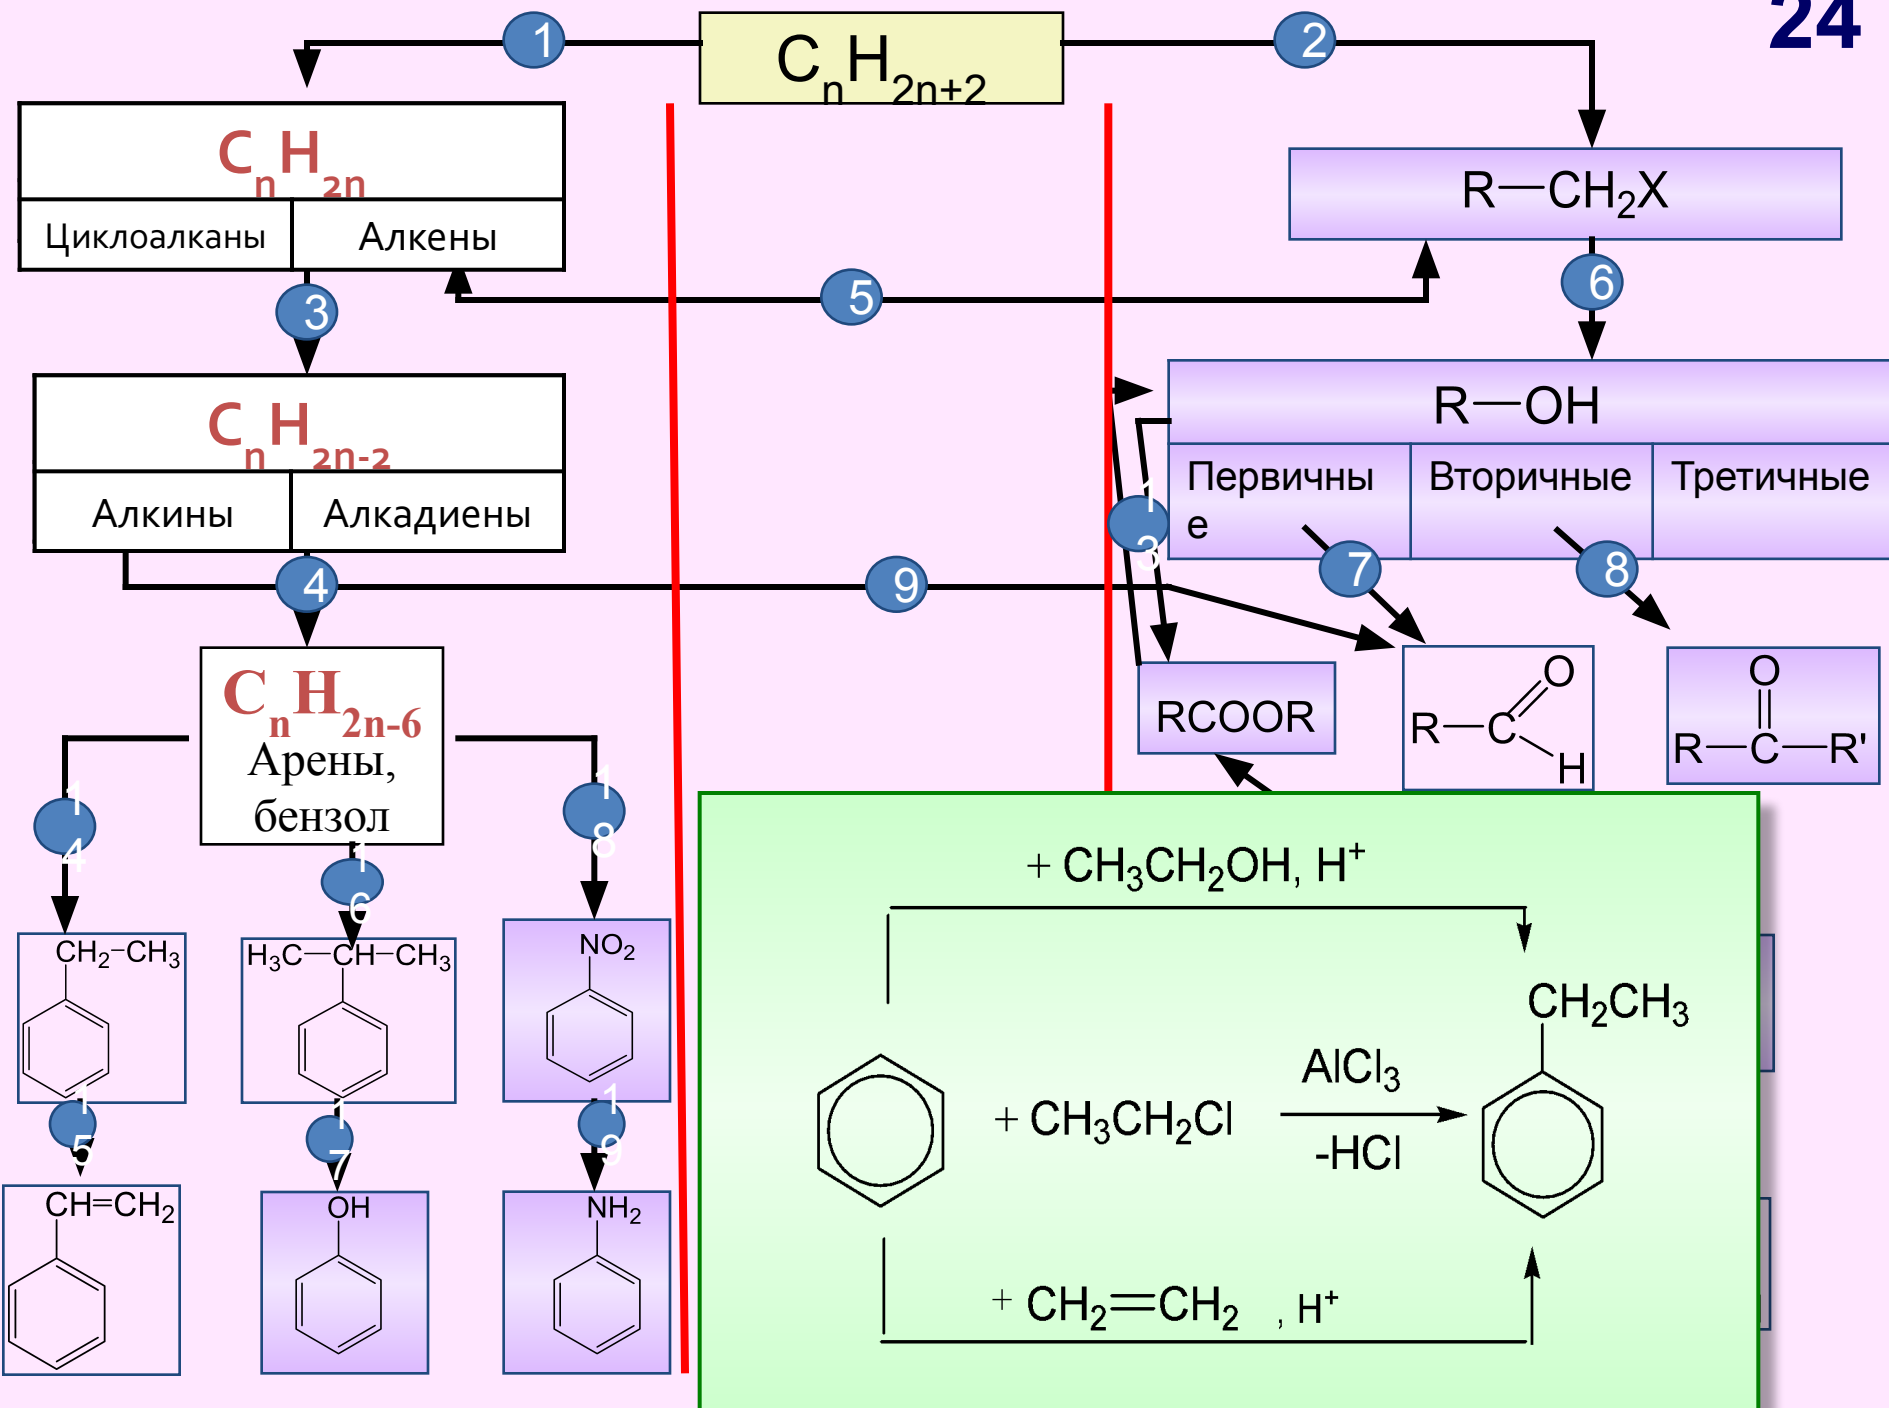 24
1
CnH2n+2
2
CnH2n
Циклоалканы
Алкены
R—CH2X
3
5
6
CnH2n-2
Алкины
Алкадиены
R—OH
Первичны
е
Вторичные
Третичные
13
4
9
7
8
CnH2n-6
Арены,
бензол
RCOOR
R—C
O
H
O
R—C—R'
14
16
18
CH2–CH3
H3C—CH–CH3
NO2
15
17
19
CH=CH2
OH
NH2
+ CH3CH2OH, H+
+ CH3CH2Cl
AlCl3
-HCl
CH2CH3
+ CH2=CH2 , H+